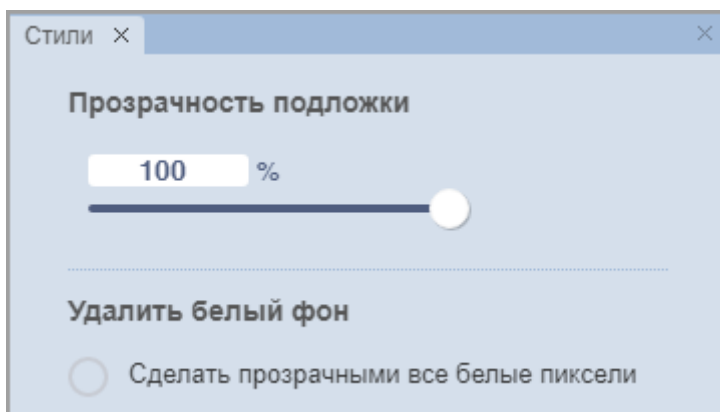 Стили
Прозрачность подложки
100 %
Удалить белый фон
Сделать прозрачными все белые пиксели